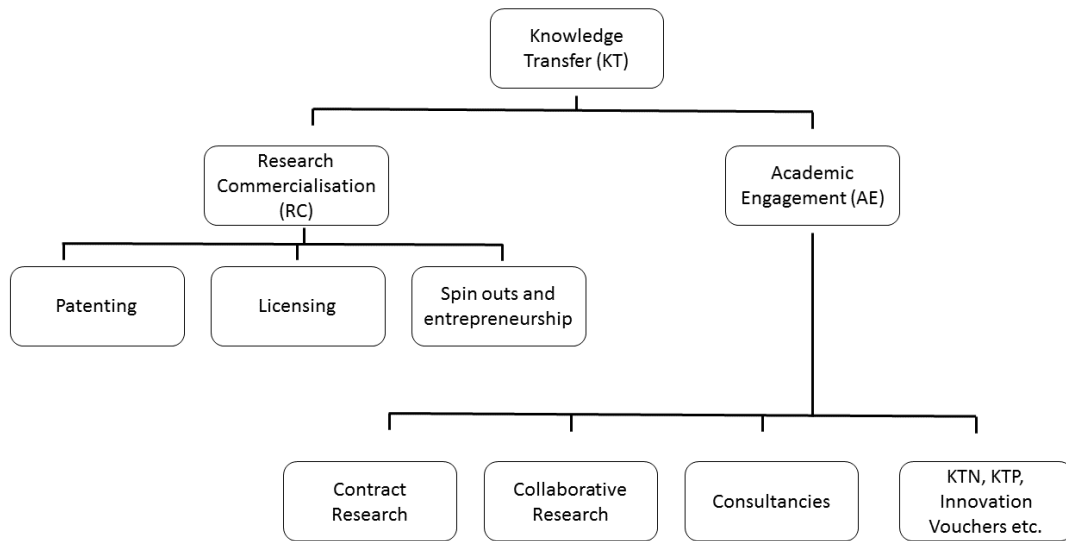 Knowledge
Transfer (KT)
Research
Commercialisation
(RC)
Academic
Engagement (AE)
Patenting
Licensing
Spin outs and
entrepreneurship
Contract
Research
Collaborative
Research
Consultancies
KTN, KTP,
Innovation
Vouchers etc.